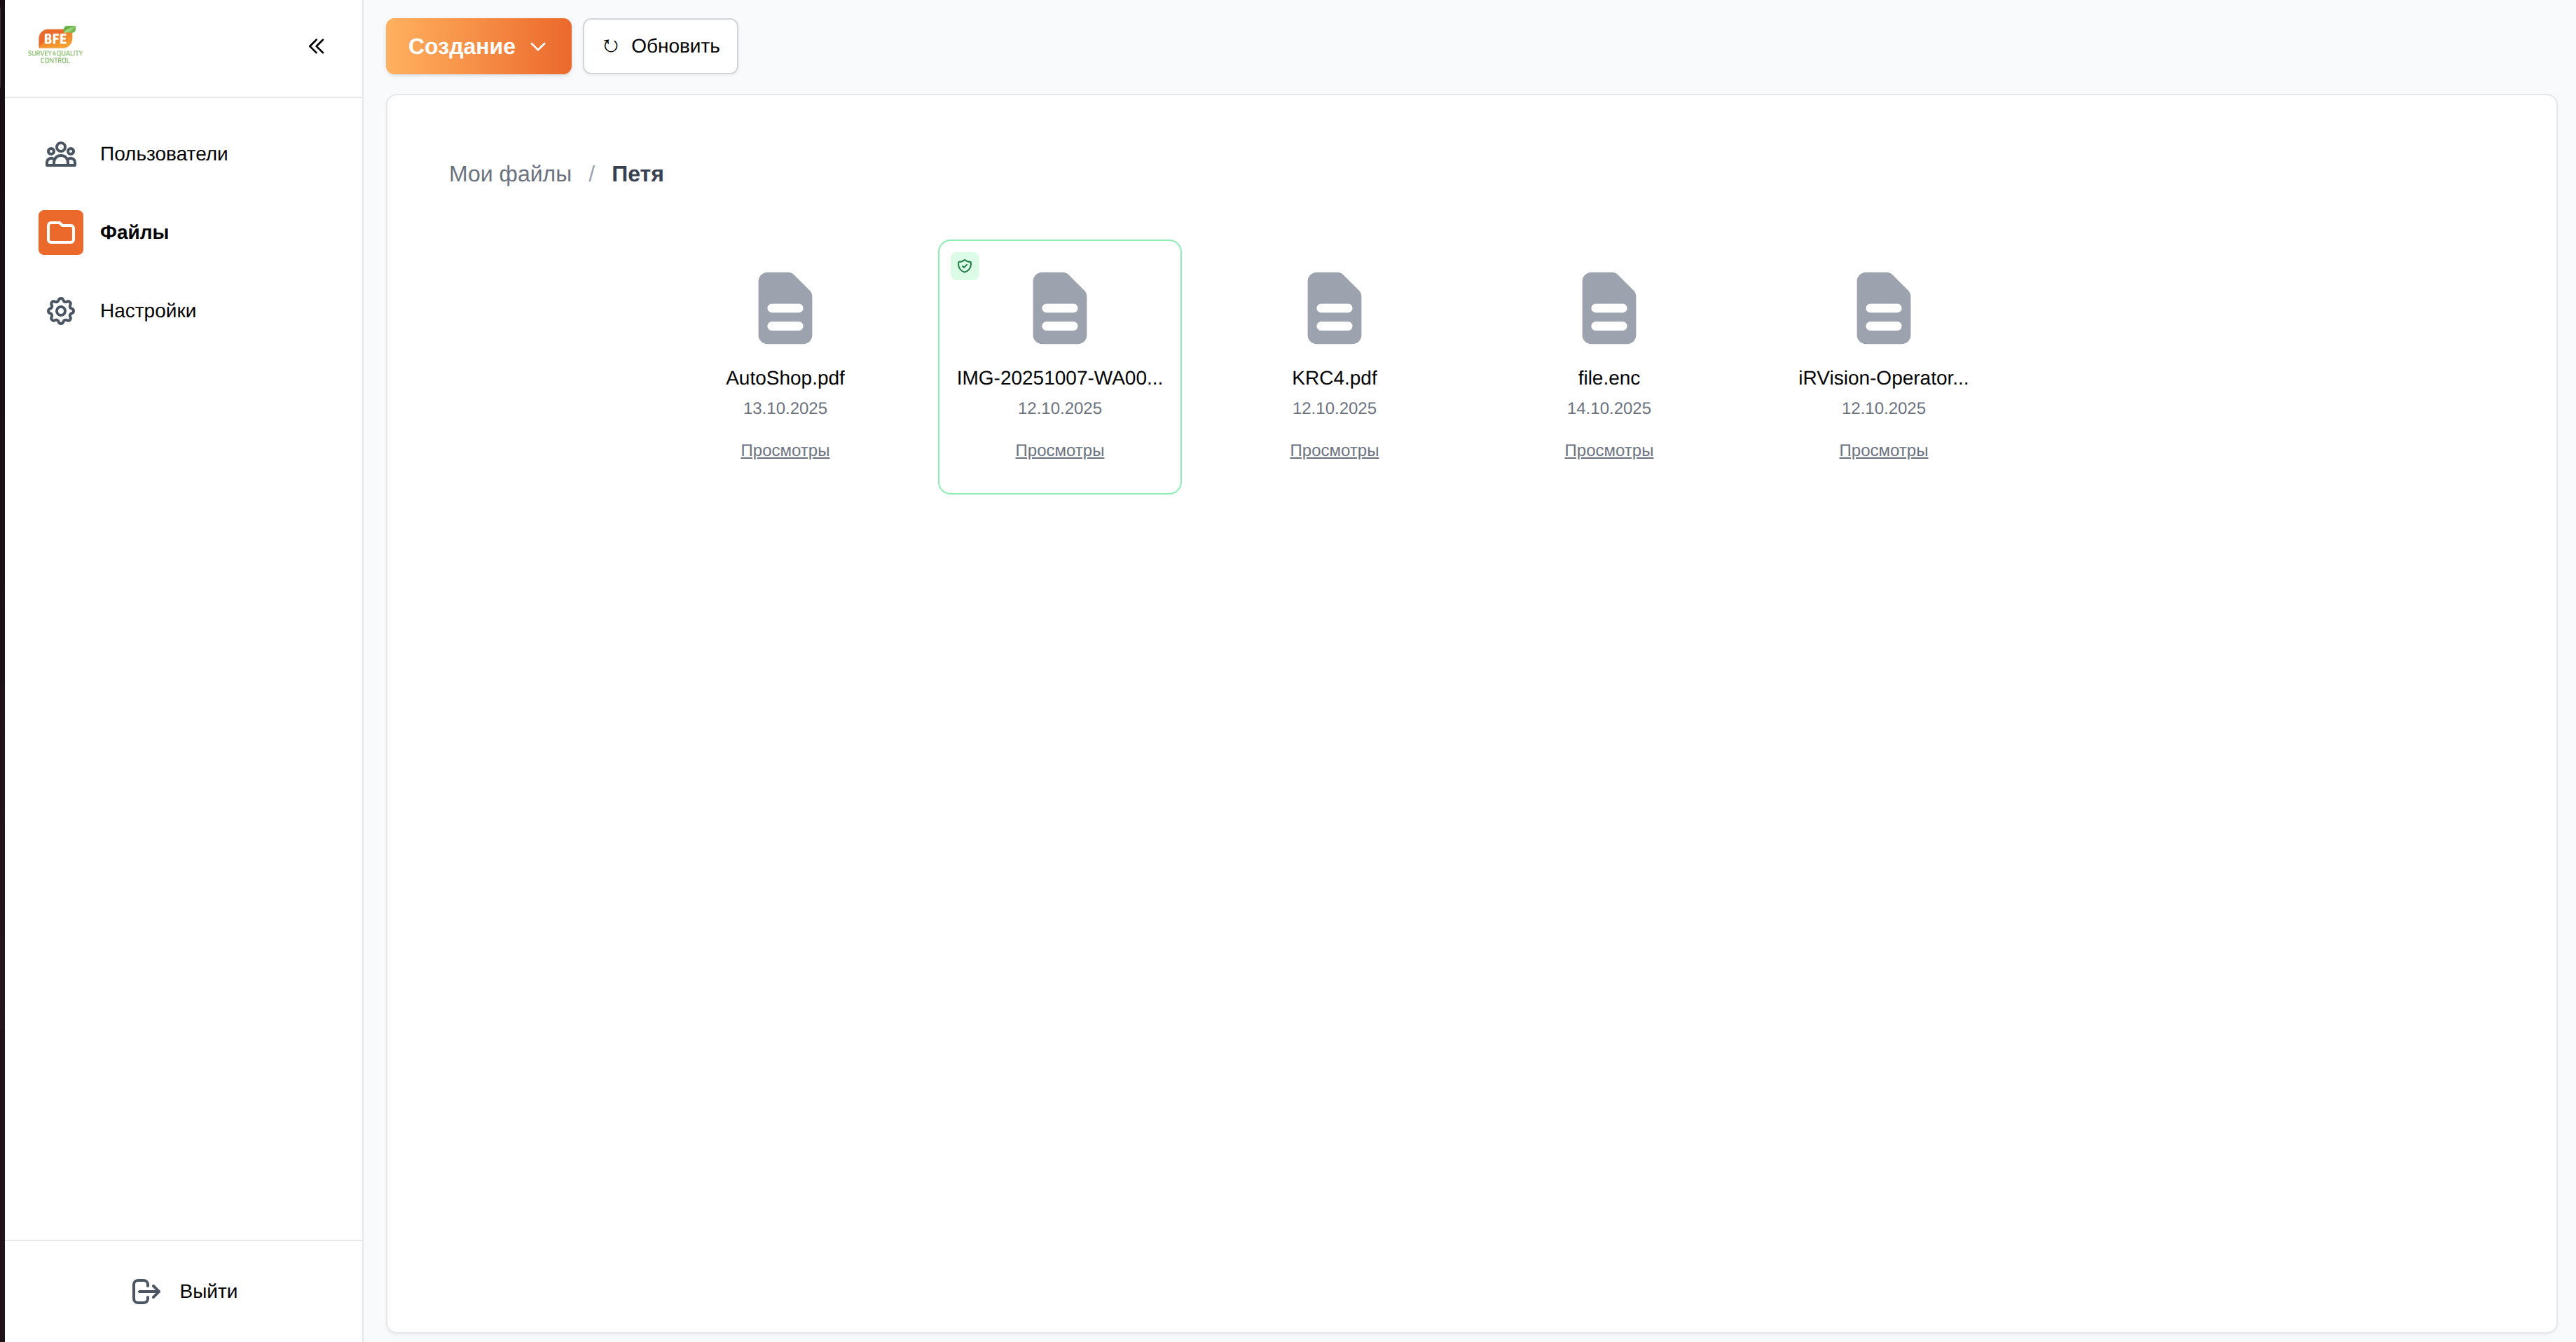 BFE
SURVEY&QUALITY
CONTROL
Создание
Обновить
Пользователи
Файлы
Настройки
Мои файлы / Петя
AutoShop.pdf
13.10.2025
Просмотры
IMG-20251007-WA00...
12.10.2025
Просмотры
KRC4.pdf
12.10.2025
Просмотры
file.enc
14.10.2025
Просмотры
iRVision-Operator...
12.10.2025
Просмотры
Выйти